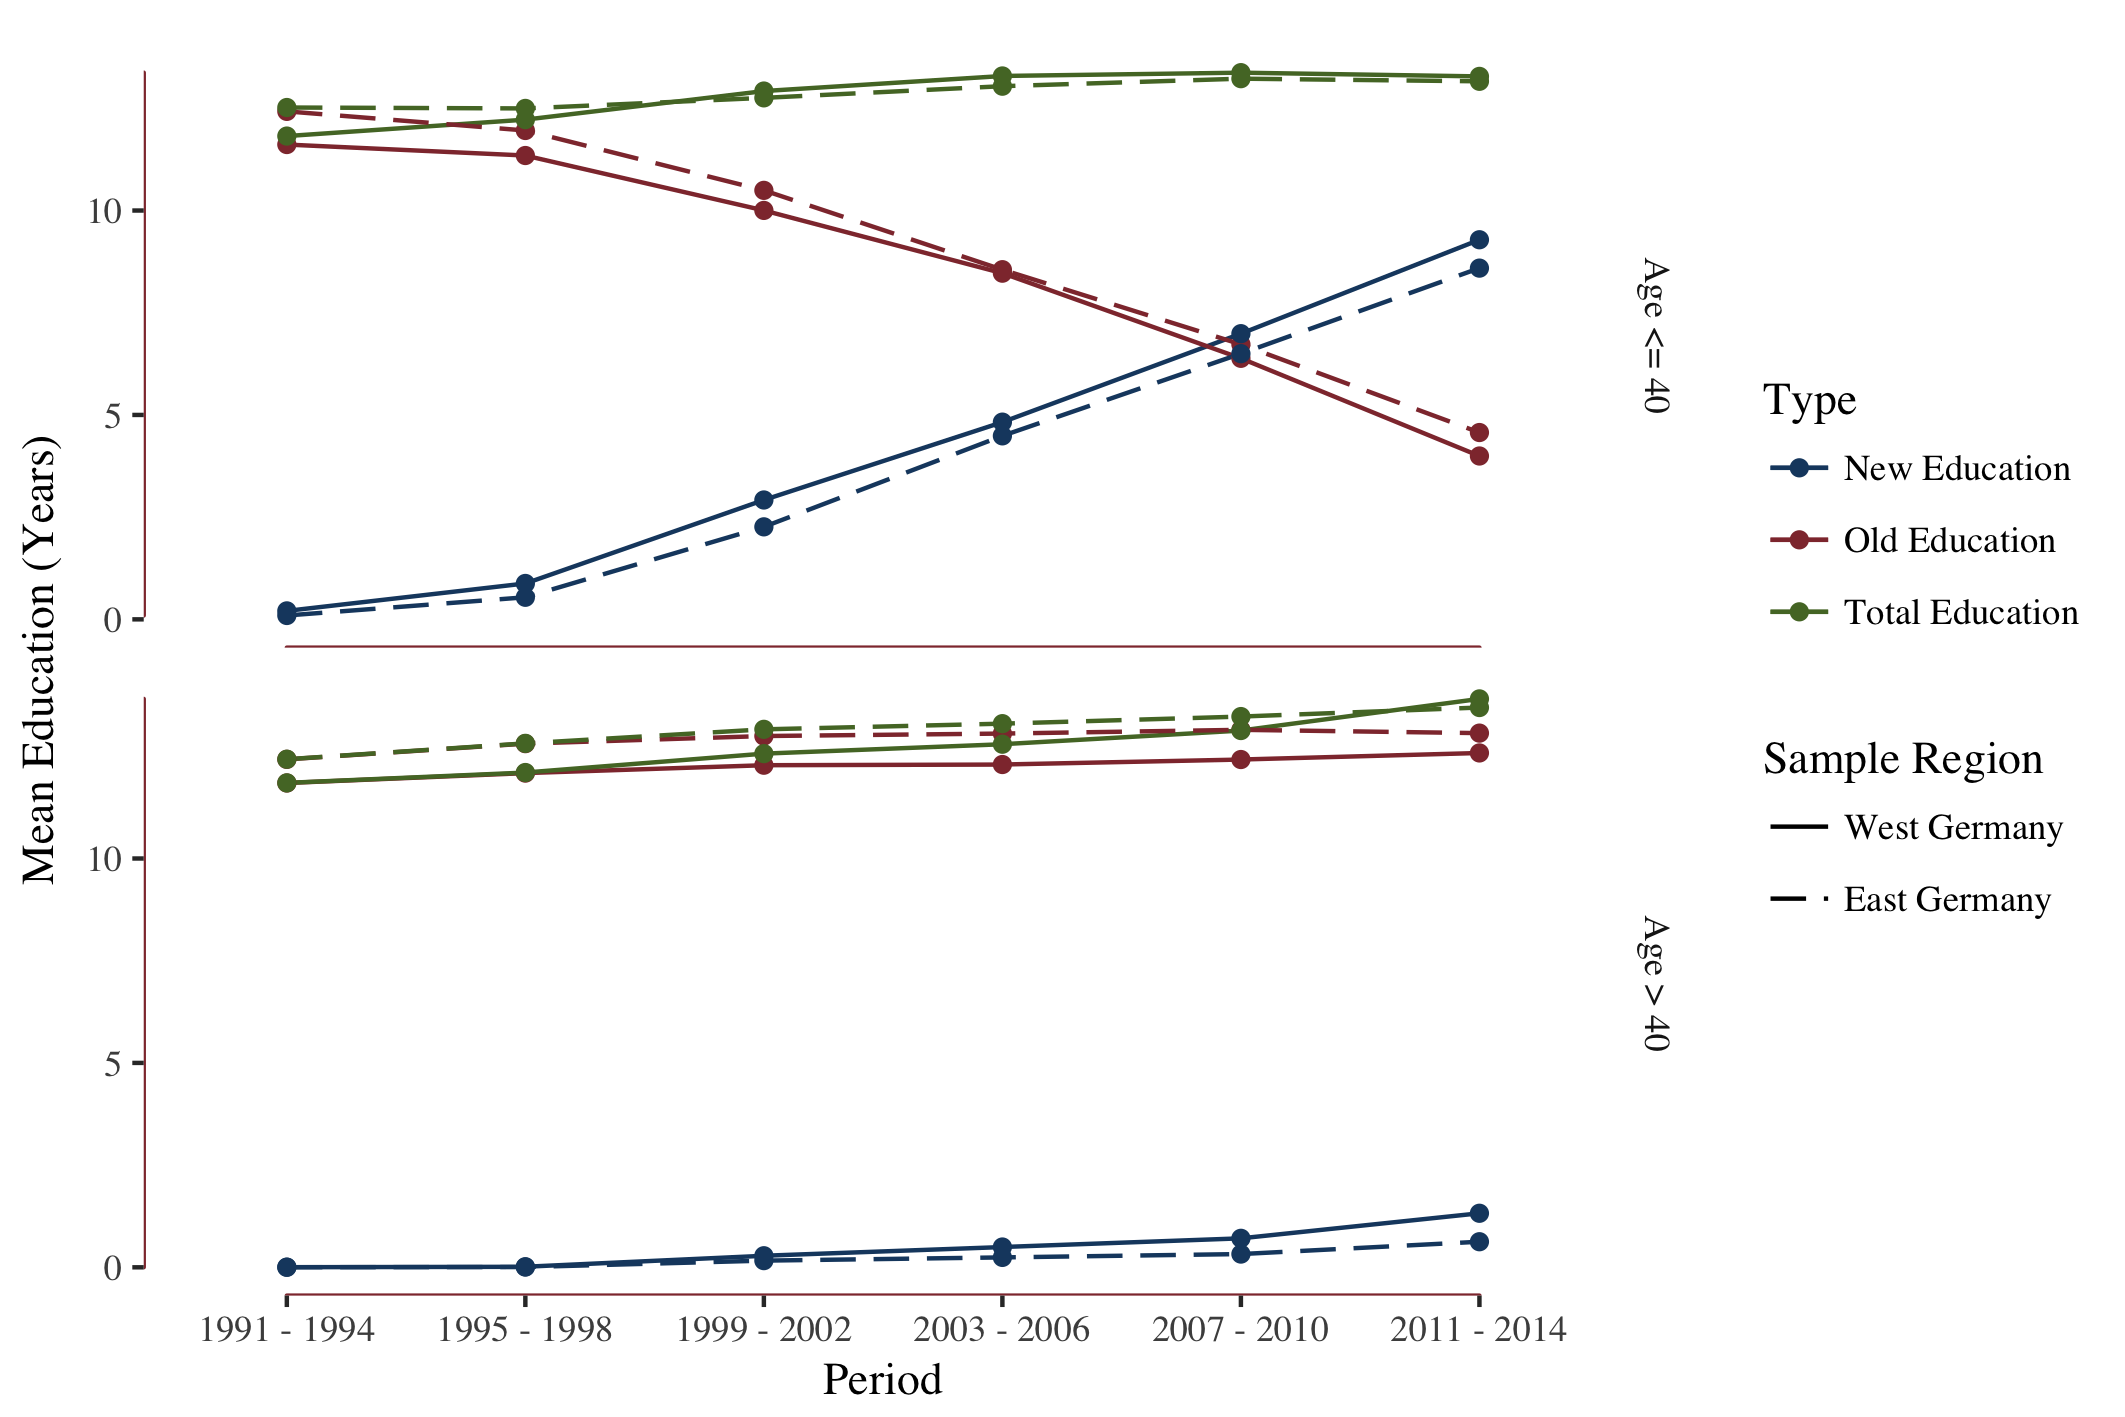 Mean Education (Years)
10
5
0
Age <= 40
10
5
0
Age > 40
1991 - 1994
1995 - 1998
1999 - 2002
2003 - 2006
2007 - 2010
2011 - 2014
Period
Type
New Education
Old Education
Total Education
Sample Region
West Germany
East Germany